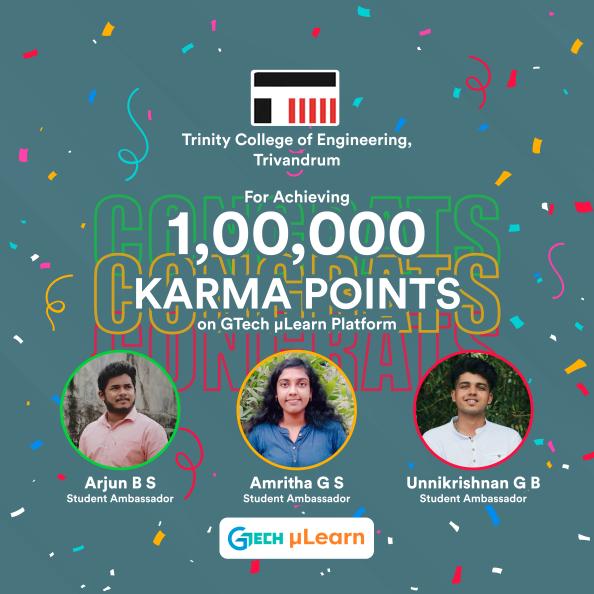 Trinity College of Engineering,
Trivandrum
CONGRATS
For Achieving
1,00,000
CONGRATS
KARMA POINTS
on GTech µLearn Platform
CONGRATS
Arjun B S
Amritha G S
Unnikrishnan G B
Student Ambassador
Student Ambassador
Student Ambassador
GTECH µLearn